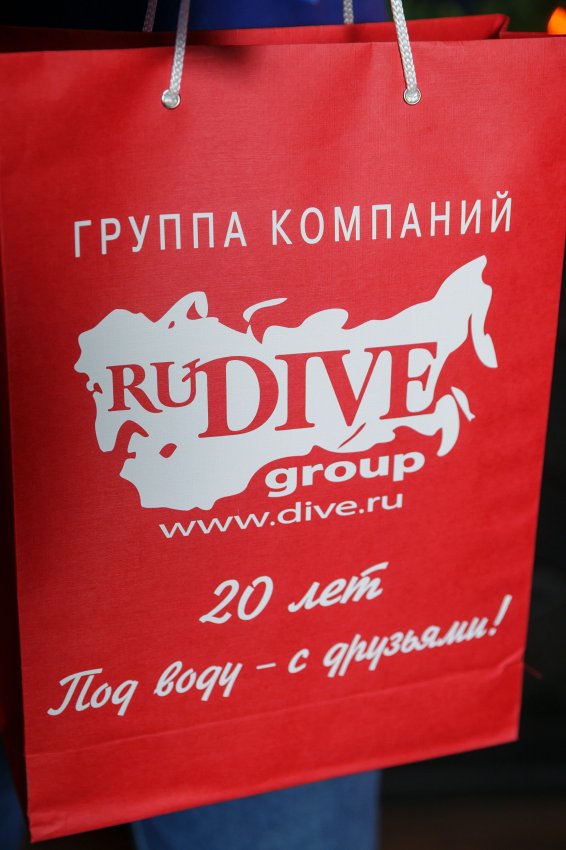 ГРУППА КОМПАНИЙ
RUDIVE
group
www.dive.ru
20 лет
Под воду – с друзьями!